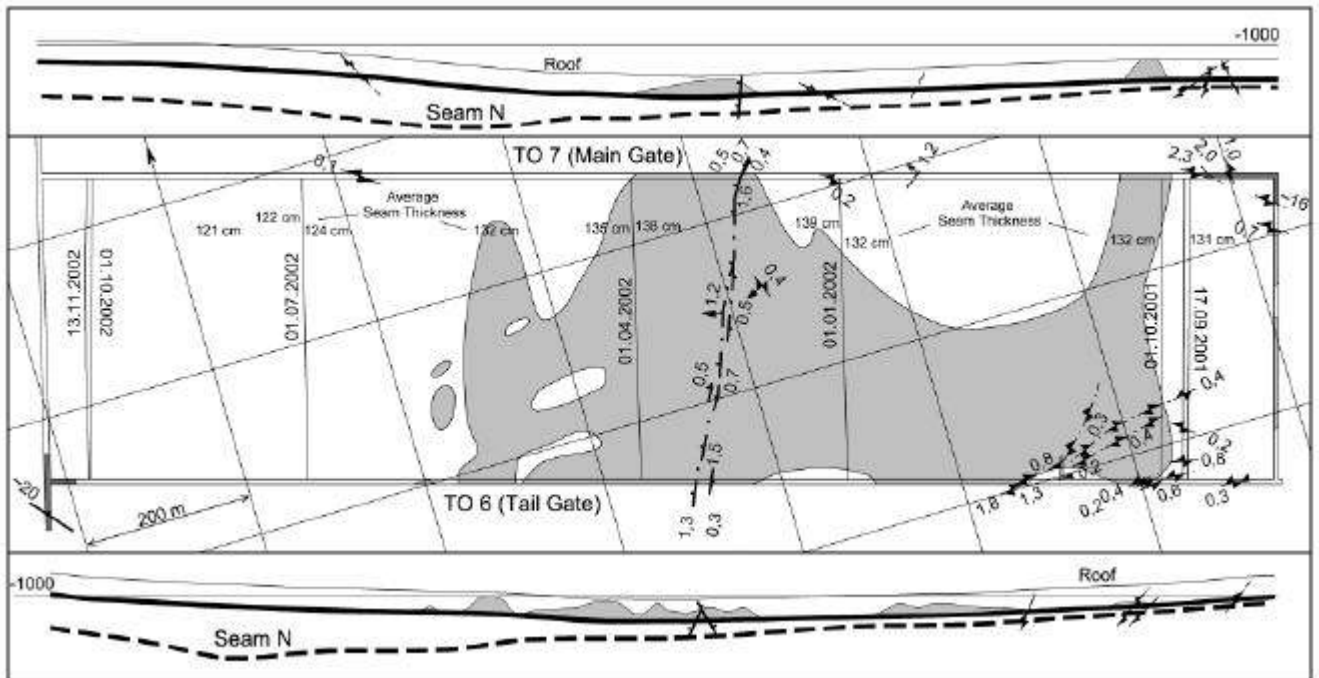 -1000
Roof
Seam N
TO 7 (Main Gate)
0,5
0,7
0,4
1,2
2,3
2,0
1,0
0,1
0,2
~16
0,7
Average
Seam Thickness
Average
Seam Thickness
1,6
122 cm
121 cm
124 cm
132 cm
135 cm
138 cm
139 cm
132 cm
132 cm
131 cm
13.11.2002
01.10.2002
01.07.2002
01.04.2002
01.01.2002
01.10.2001
17.09.2001
0,4
1,2
0,5
0,5
0,7
0,4
0,3
0,4
0,2
0,8
1,5
0,8
~20
200 m
TO 6 (Tail Gate)
1,3
0,3
1,8
1,3
0,2
0,4
0,6
0,3
-1000
Roof
Seam N